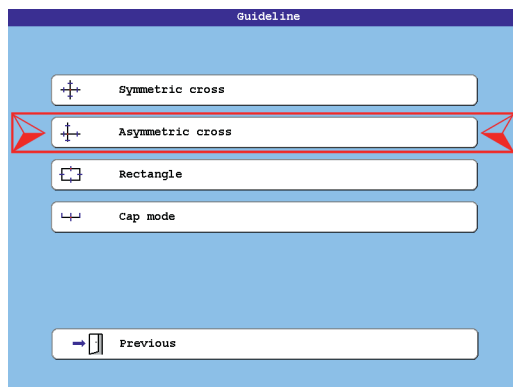 Guideline
Symmetric cross
Asymmetric cross
Rectangle
Cap mode
Previous